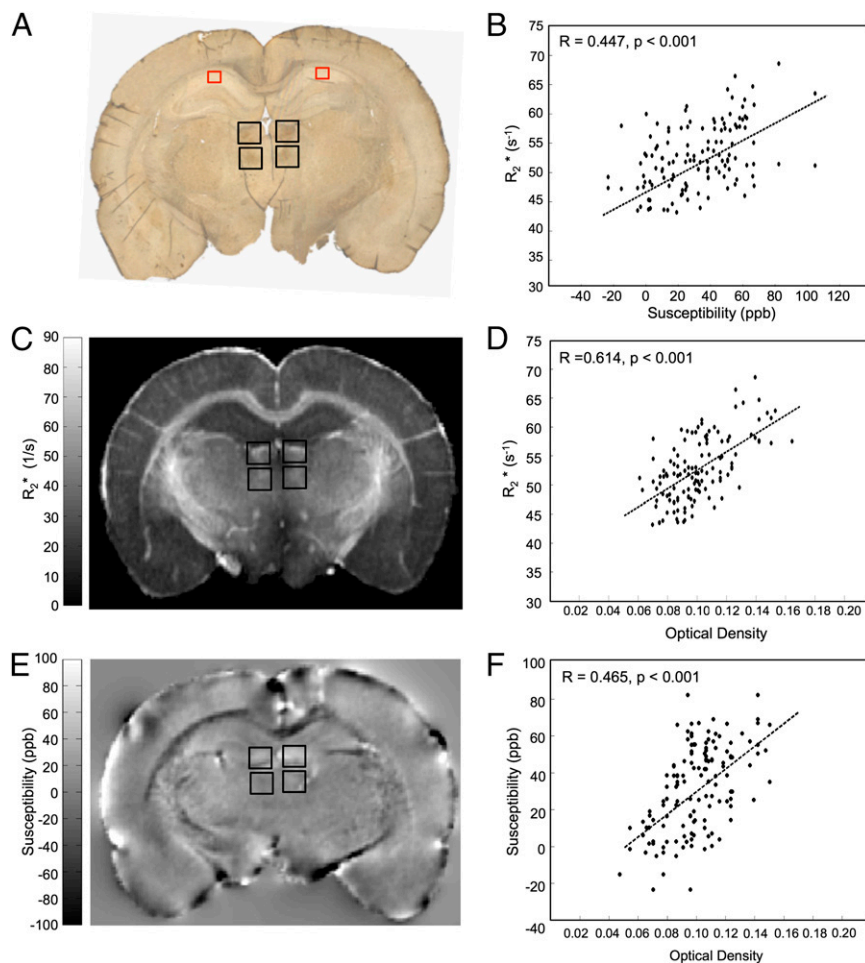 A
B
R = 0.447, p < 0.001
75
70
65
60
55
50
45
40
35
30
R₂* (s⁻¹)
-40 -20 0 20 40 60 80 100 120
Susceptibility (ppb)
C
90
80
70
60
50
40
30
20
10
0
R₂* (1/s)
D
R =0.614, p < 0.001
75
70
65
60
55
50
45
40
35
30
R₂* (s⁻¹)
0.02 0.04 0.06 0.08 0.10 0.12 0.14 0.16 0.18 0.20
Optical Density
E
100
80
60
40
20
0
-20
-40
-60
-80
-100
Susceptibility (ppb)
F
R = 0.465, p < 0.001
100
80
60
40
20
0
-20
-40
Susceptibility (ppb)
0.02 0.04 0.06 0.08 0.10 0.12 0.14 0.16 0.18 0.20
Optical Density